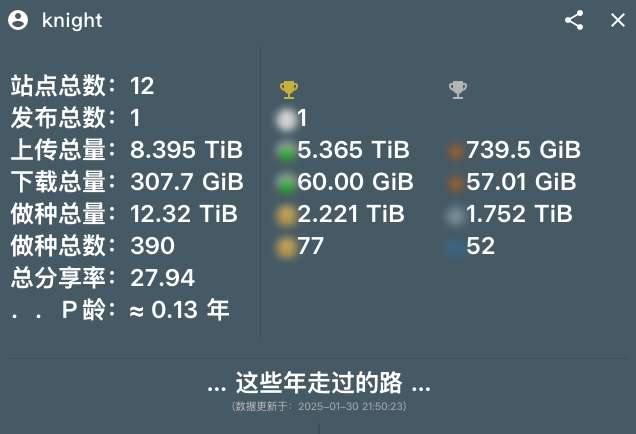 knight
站点总数：12
发布总数：1 1
上传总量：8.395 TiB 5.365 TiB 739.5 GiB
下载总量：307.7 GiB 60.00 GiB 57.01 GiB
做种总量：12.32 TiB 2.221 TiB 1.752 TiB
做种总数：390 77 52
总分享率：27.94
．．Ｐ龄：≈ 0.13 年
... 这些年走过的路 ...
(数据更新于：2025-01-30 21:50:23)